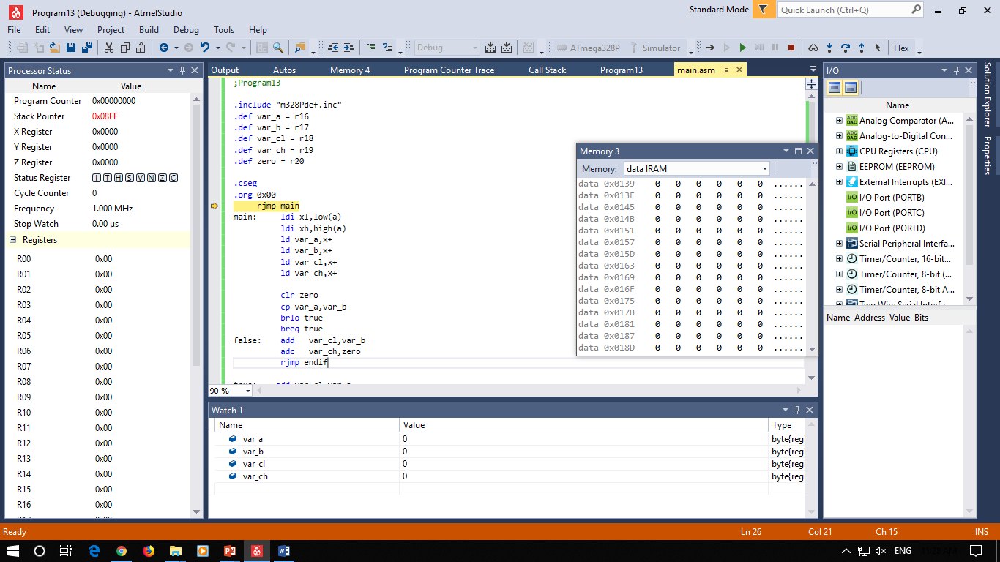 Program13 (Debugging) - AtmelStudio
Standard Mode
Quick Launch (Ctrl+Q)
File Edit View Project Build Debug Tools Help
Debug
ATmega328P
Simulator
Hex
Processor Status
Name Value
Program Counter 0x00000000
Stack Pointer 0x08FF
X Register 0x0000
Y Register 0x0000
Z Register 0x0000
Status Register I T H S V N Z C
Cycle Counter 0
Frequency 1.000 MHz
Stop Watch 0.00 µs
Registers
R00 0x00
R01 0x00
R02 0x00
R03 0x00
R04 0x00
R05 0x00
R06 0x00
R07 0x00
R08 0x00
R09 0x00
R10 0x00
R11 0x00
R12 0x00
R13 0x00
R14 0x00
R15 0x00
R16 0x00
Output Autos Memory 4 Program Counter Trace Call Stack Program13 main.asm
;Program13
.include "m328Pdef.inc"
.def var_a = r16
.def var_b = r17
.def var_cl = r18
.def var_ch = r19
.def zero = r20
.cseg
.org 0x00
rjmp main
main: ldi xl,low(a)
ldi xh,high(a)
ld var_a,x+
ld var_b,x+
ld var_cl,x+
ld var_ch,x+
clr zero
cp var_a,var_b
brlo true
breq true
false: add var_cl,var_b
adc var_ch,zero
rjmp endif
90 %
Memory 3
Memory: data IRAM
data 0x0139 0 0 0 0 0 0 ......
data 0x013F 0 0 0 0 0 0 ......
data 0x0145 0 0 0 0 0 0 ......
data 0x014B 0 0 0 0 0 0 ......
data 0x0151 0 0 0 0 0 0 ......
data 0x0157 0 0 0 0 0 0 ......
data 0x015D 0 0 0 0 0 0 ......
data 0x0163 0 0 0 0 0 0 ......
data 0x0169 0 0 0 0 0 0 ......
data 0x016F 0 0 0 0 0 0 ......
data 0x0175 0 0 0 0 0 0 ......
data 0x017B 0 0 0 0 0 0 ......
data 0x0181 0 0 0 0 0 0 ......
data 0x0187 0 0 0 0 0 0 ......
data 0x018D 0 0 0 0 0 0 ......
Watch 1
Name Value Type
var_a 0 byte{reg
var_b 0 byte{reg
var_cl 0 byte{reg
var_ch 0 byte{reg
I/O
Name
Analog Comparator (A...
Analog-to-Digital Con...
CPU Registers (CPU)
EEPROM (EEPROM)
External Interrupts (EXI...
I/O Port (PORTB)
I/O Port (PORTC)
I/O Port (PORTD)
Serial Peripheral Interfa...
Timer/Counter, 16-bit...
Timer/Counter, 8-bit (...
Timer/Counter, 8-bit A...
Name Address Value Bits
Solution Explorer
Properties
Ready
Ln 26 Col 21 Ch 15 INS
ENG